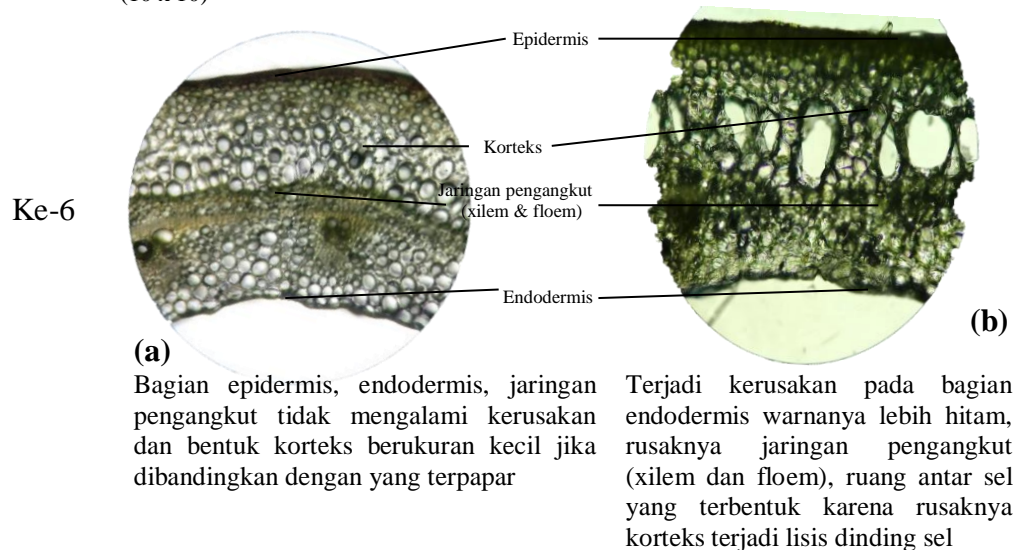 Epidermis
Korteks
Jaringan pengangkut
(xilem & floem)
Ke-6
Endodermis
(b)
(a)
Bagian epidermis, endodermis, jaringan
pengangkut tidak mengalami kerusakan
dan bentuk korteks berukuran kecil jika
dibandingkan dengan yang terpapar
Terjadi kerusakan pada bagian
endodermis warnanya lebih hitam,
rusaknya jaringan pengangkut
(xilem dan floem), ruang antar sel
yang terbentuk karena rusaknya
korteks terjadi lisis dinding sel